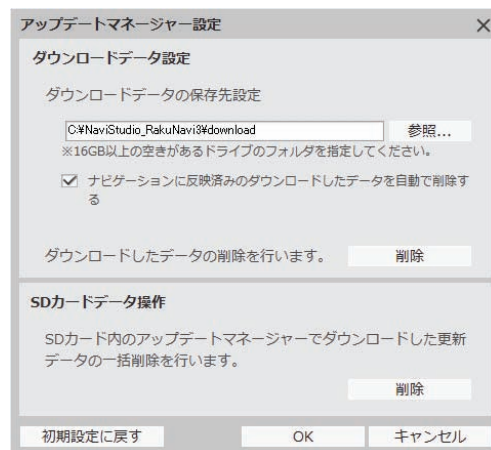 アップデートマネージャー設定
ダウンロードデータ設定
ダウンロードデータの保存先設定
C:¥NaviStudio_RakuNavi3¥download
参照...
※16GB以上の空きがあるドライブのフォルダを指定してください。
ナビゲーションに反映済みのダウンロードしたデータを自動で削除す
る
ダウンロードしたデータの削除を行います。
削除
SDカードデータ操作
SDカード内のアップデートマネージャーでダウンロードした更新
データの一括削除を行います。
削除
初期設定に戻す
OK
キャンセル